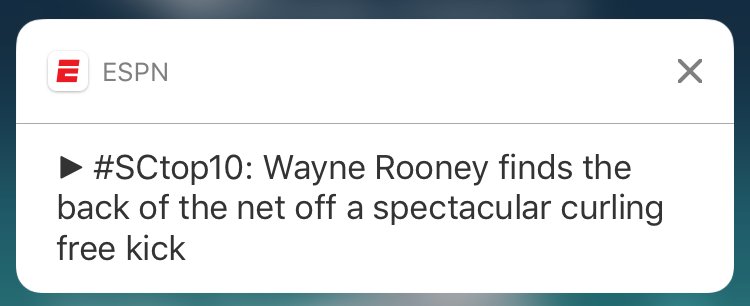 ESPN
▶ #SCtop10: Wayne Rooney finds the
back of the net off a spectacular curling
free kick